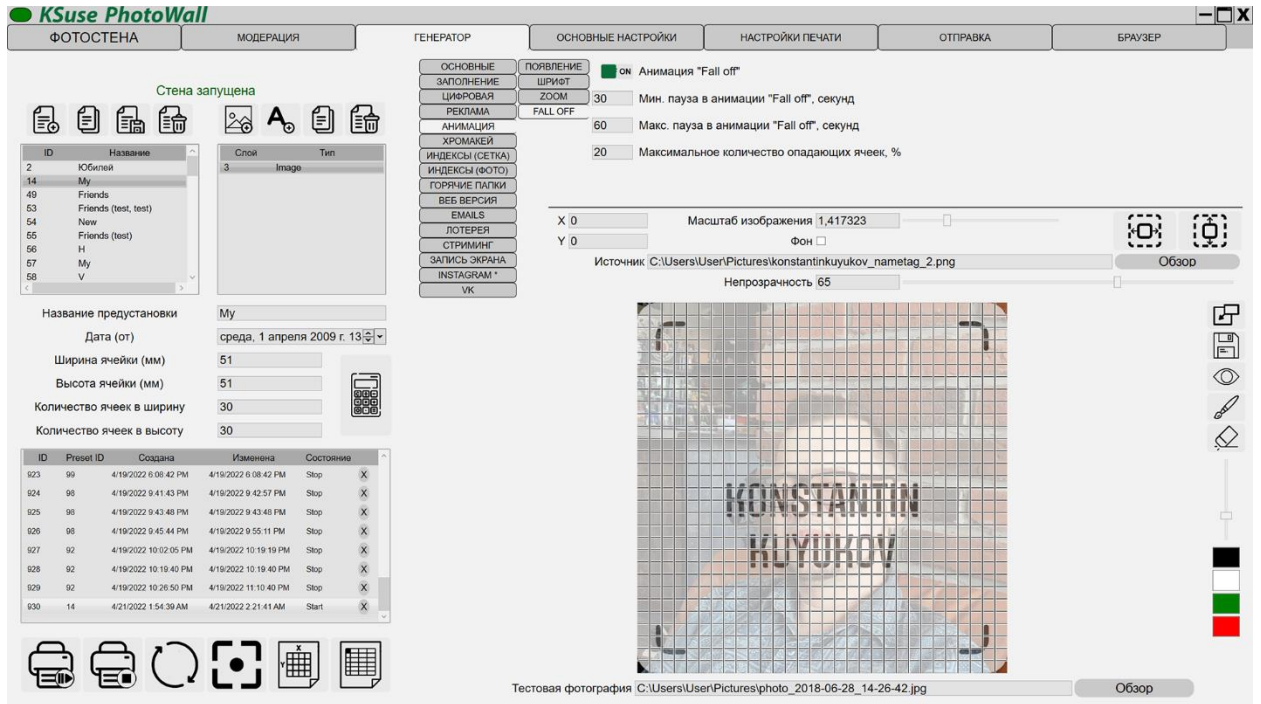 KSuse PhotoWall
ФОТОСТЕНА МОДЕРАЦИЯ ГЕНЕРАТОР ОСНОВНЫЕ НАСТРОЙКИ НАСТРОЙКИ ПЕЧАТИ ОТПРАВКА БРАУЗЕР
Стена запущена
ID Название
2 Юбилей
14 My
49 Friends
53 Friends (test, test)
54 New
55 Friends (test)
56 H
57 My
58 V
Слой Тип
3 Image
Название предустановки My
Дата (от) среда, 1 апреля 2009 г. 13
Ширина ячейки (мм) 51
Высота ячейки (мм) 51
Количество ячеек в ширину 30
Количество ячеек в высоту 30
ID Preset ID Создана Изменена Состояние
923 99 4/19/2022 6:08:42 PM 4/19/2022 6:08:42 PM Stop X
924 98 4/19/2022 9:41:43 PM 4/19/2022 9:42:57 PM Stop X
925 98 4/19/2022 9:43:48 PM 4/19/2022 9:43:48 PM Stop X
926 98 4/19/2022 9:45:44 PM 4/19/2022 9:55:11 PM Stop X
927 92 4/19/2022 10:02:05 PM 4/19/2022 10:19:19 PM Stop X
928 92 4/19/2022 10:19:40 PM 4/19/2022 10:19:40 PM Stop X
929 92 4/19/2022 10:26:50 PM 4/19/2022 11:10:40 PM Stop X
930 14 4/21/2022 1:54:39 AM 4/21/2022 2:21:41 AM Start X
X
Y
ОСНОВНЫЕ
ЗАПОЛНЕНИЕ
ЦИФРОВАЯ
РЕКЛАМА
АНИМАЦИЯ
ХРОМАКЕЙ
ИНДЕКСЫ (СЕТКА)
ИНДЕКСЫ (ФОТО)
ГОРЯЧИЕ ПАПКИ
ВЕБ ВЕРСИЯ
EMAILS
ЛОТЕРЕЯ
СТРИМИНГ
ЗАПИСЬ ЭКРАНА
INSTAGRAM *
VK
ПОЯВЛЕНИЕ
ШРИФТ
ZOOM
FALL OFF
ON Анимация "Fall off"
30 Мин. пауза в анимации "Fall off", секунд
60 Макс. пауза в анимации "Fall off", секунд
20 Максимальное количество опадающих ячеек, %
X 0 Масштаб изображения 1,417323
Y 0 Фон
Источник C:\Users\User\Pictures\konstantinkuyukov_nametag_2.png Обзор
Непрозрачность 65
KONSTANTIN
KUYUKOV
Тестовая фотография C:\Users\User\Pictures\photo_2018-06-28_14-26-42.jpg Обзор